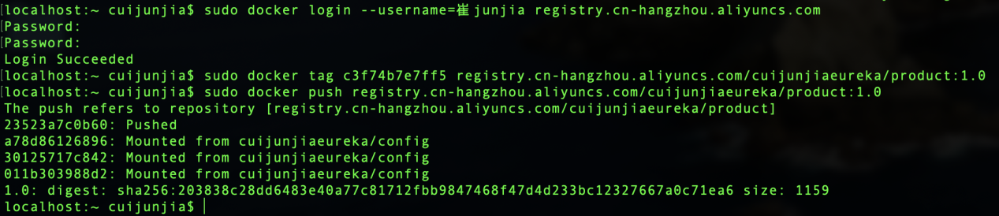 [localhost:~ cuijunjia$ sudo docker login --username=崔junjia registry.cn-hangzhou.aliyuncs.com
[Password:
[Password:
Login Succeeded
[localhost:~ cuijunjia$ sudo docker tag c3f74b7e7ff5 registry.cn-hangzhou.aliyuncs.com/cuijunjiaeureka/product:1.0
[localhost:~ cuijunjia$ sudo docker push registry.cn-hangzhou.aliyuncs.com/cuijunjiaeureka/product:1.0
The push refers to repository [registry.cn-hangzhou.aliyuncs.com/cuijunjiaeureka/product]
23523a7c0b60: Pushed
a78d86126896: Mounted from cuijunjiaeureka/config
30125717c842: Mounted from cuijunjiaeureka/config
011b303988d2: Mounted from cuijunjiaeureka/config
1.0: digest: sha256:203838c28dd6483e40a77c81712fbb9847468f47d4d233bc12327667a0c71ea6 size: 1159
localhost:~ cuijunjia$